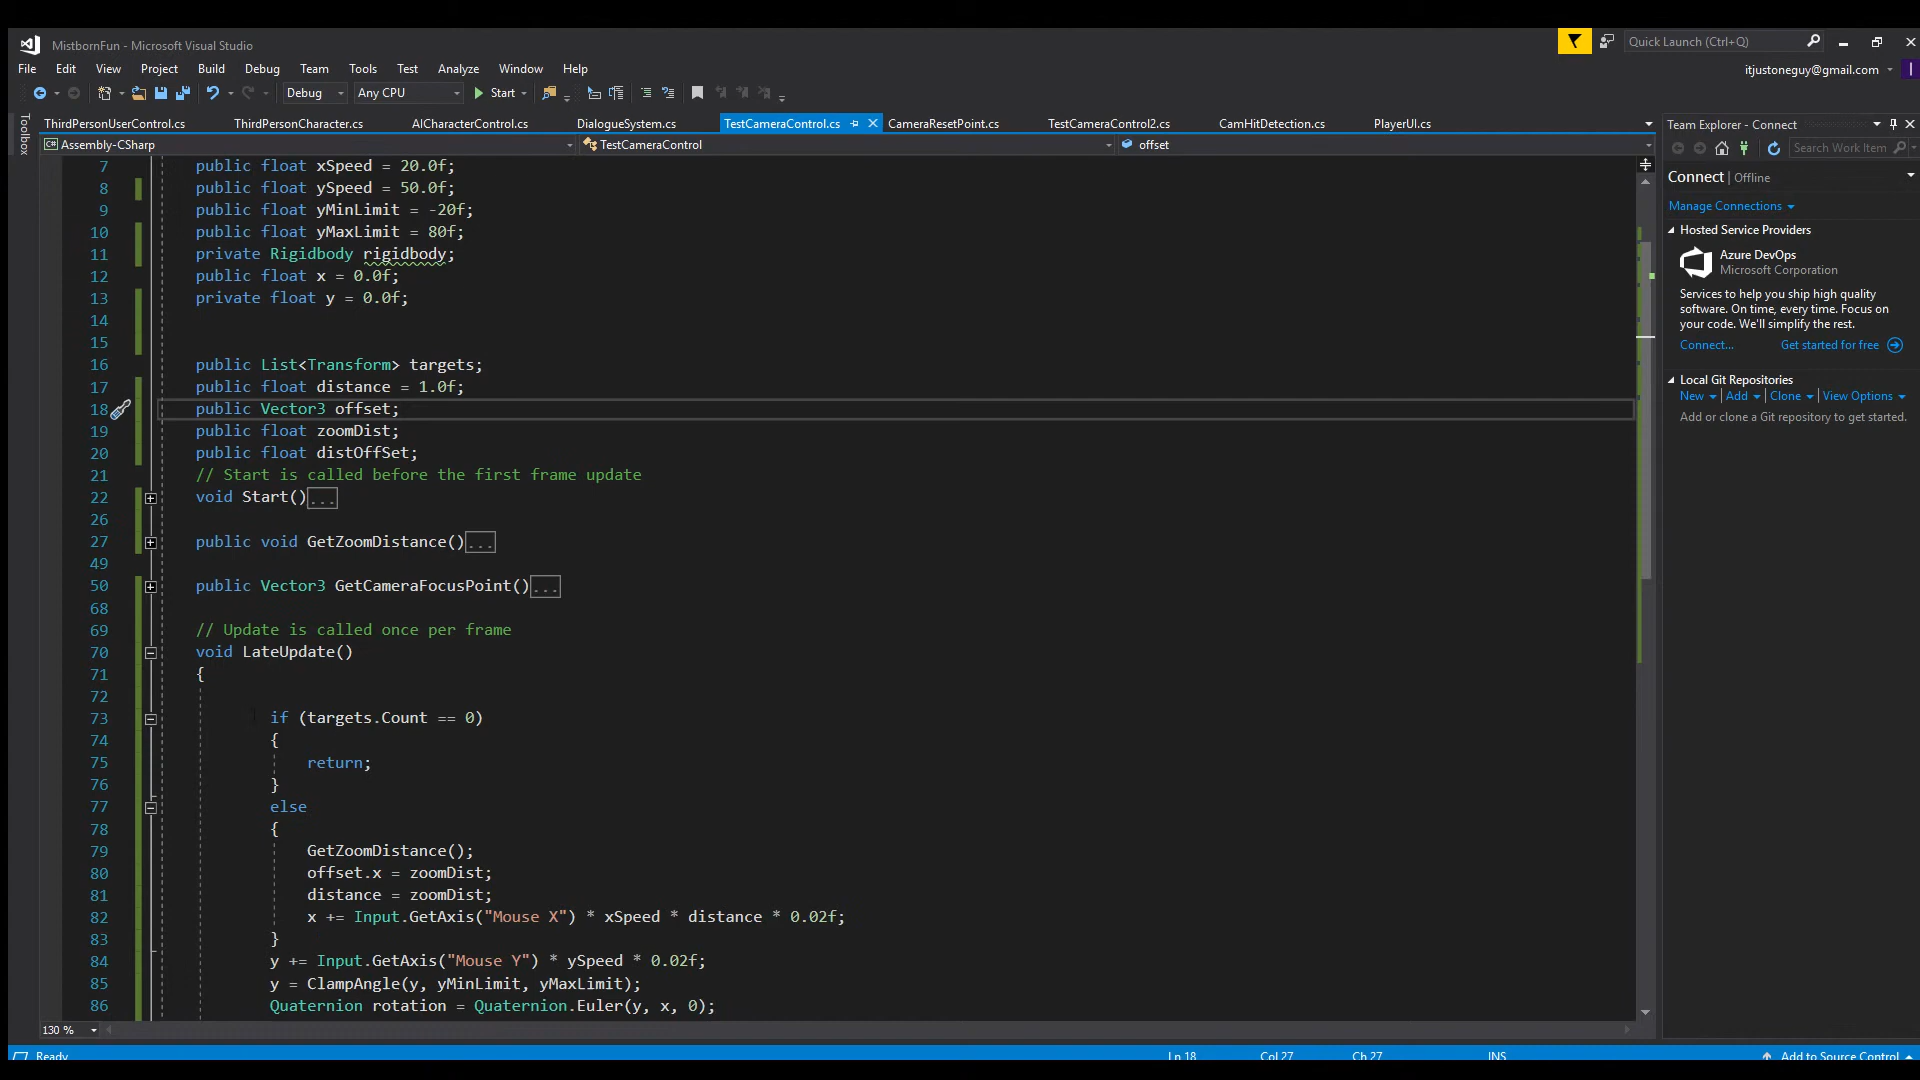 MistbornFun - Microsoft Visual Studio
Quick Launch (Ctrl+Q)
File Edit View Project Build Debug Team Tools Test Analyze Window Help
itjustoneguy@gmail.com
Debug Any CPU Start
Toolbox
ThirdPersonUserControl.cs ThirdPersonCharacter.cs AICharacterControl.cs DialogueSystem.cs TestCameraControl.cs CameraResetPoint.cs TestCameraControl2.cs CamHitDetection.cs PlayerUI.cs
Assembly-CSharp TestCameraControl offset
7 public float xSpeed = 20.0f;
8 public float ySpeed = 50.0f;
9 public float yMinLimit = -20f;
10 public float yMaxLimit = 80f;
11 private Rigidbody rigidbody;
12 public float x = 0.0f;
13 private float y = 0.0f;
14
15
16 public List<Transform> targets;
17 public float distance = 1.0f;
18 public Vector3 offset;
19 public float zoomDist;
20 public float distOffSet;
21 // Start is called before the first frame update
22 void Start()...
26
27 public void GetZoomDistance()...
49
50 public Vector3 GetCameraFocusPoint()...
68
69 // Update is called once per frame
70 void LateUpdate()
71 {
72
73 if (targets.Count == 0)
74 {
75 return;
76 }
77 else
78 {
79 GetZoomDistance();
80 offset.x = zoomDist;
81 distance = zoomDist;
82 x += Input.GetAxis("Mouse X") * xSpeed * distance * 0.02f;
83 }
84 y += Input.GetAxis("Mouse Y") * ySpeed * 0.02f;
85 y = ClampAngle(y, yMinLimit, yMaxLimit);
86 Quaternion rotation = Quaternion.Euler(y, x, 0);
130 %
Team Explorer - Connect
Search Work Item
Connect | Offline
Manage Connections
Hosted Service Providers
Azure DevOps
Microsoft Corporation
Services to help you ship high quality
software. On time, every time. Focus on
your code. We'll simplify the rest.
Connect... Get started for free
Local Git Repositories
New Add Clone View Options
Add or clone a Git repository to get started.
Ready Ln 18 Col 27 Ch 27 INS Add to Source Control